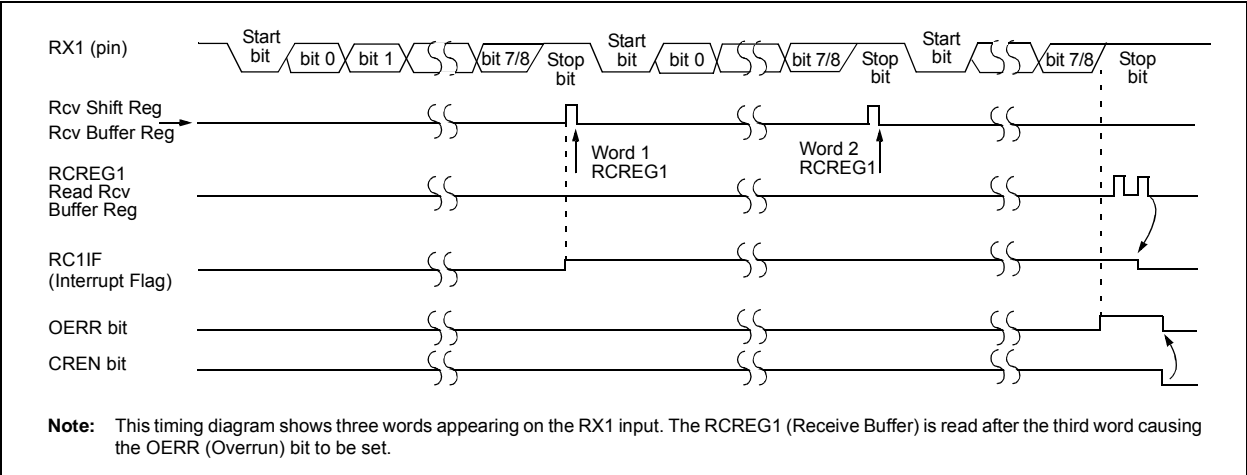 RX1 (pin)
Start
bit
bit 0
bit 1
bit 7/8
Stop
bit
Start
bit
bit 0
bit 7/8
Stop
bit
Start
bit
bit 7/8
Stop
bit
Rcv Shift Reg
Rcv Buffer Reg
Word 1
RCREG1
Word 2
RCREG1
RCREG1
Read Rcv
Buffer Reg
RC1IF
(Interrupt Flag)
OERR bit
CREN bit
Note: This timing diagram shows three words appearing on the RX1 input. The RCREG1 (Receive Buffer) is read after the third word causing
the OERR (Overrun) bit to be set.